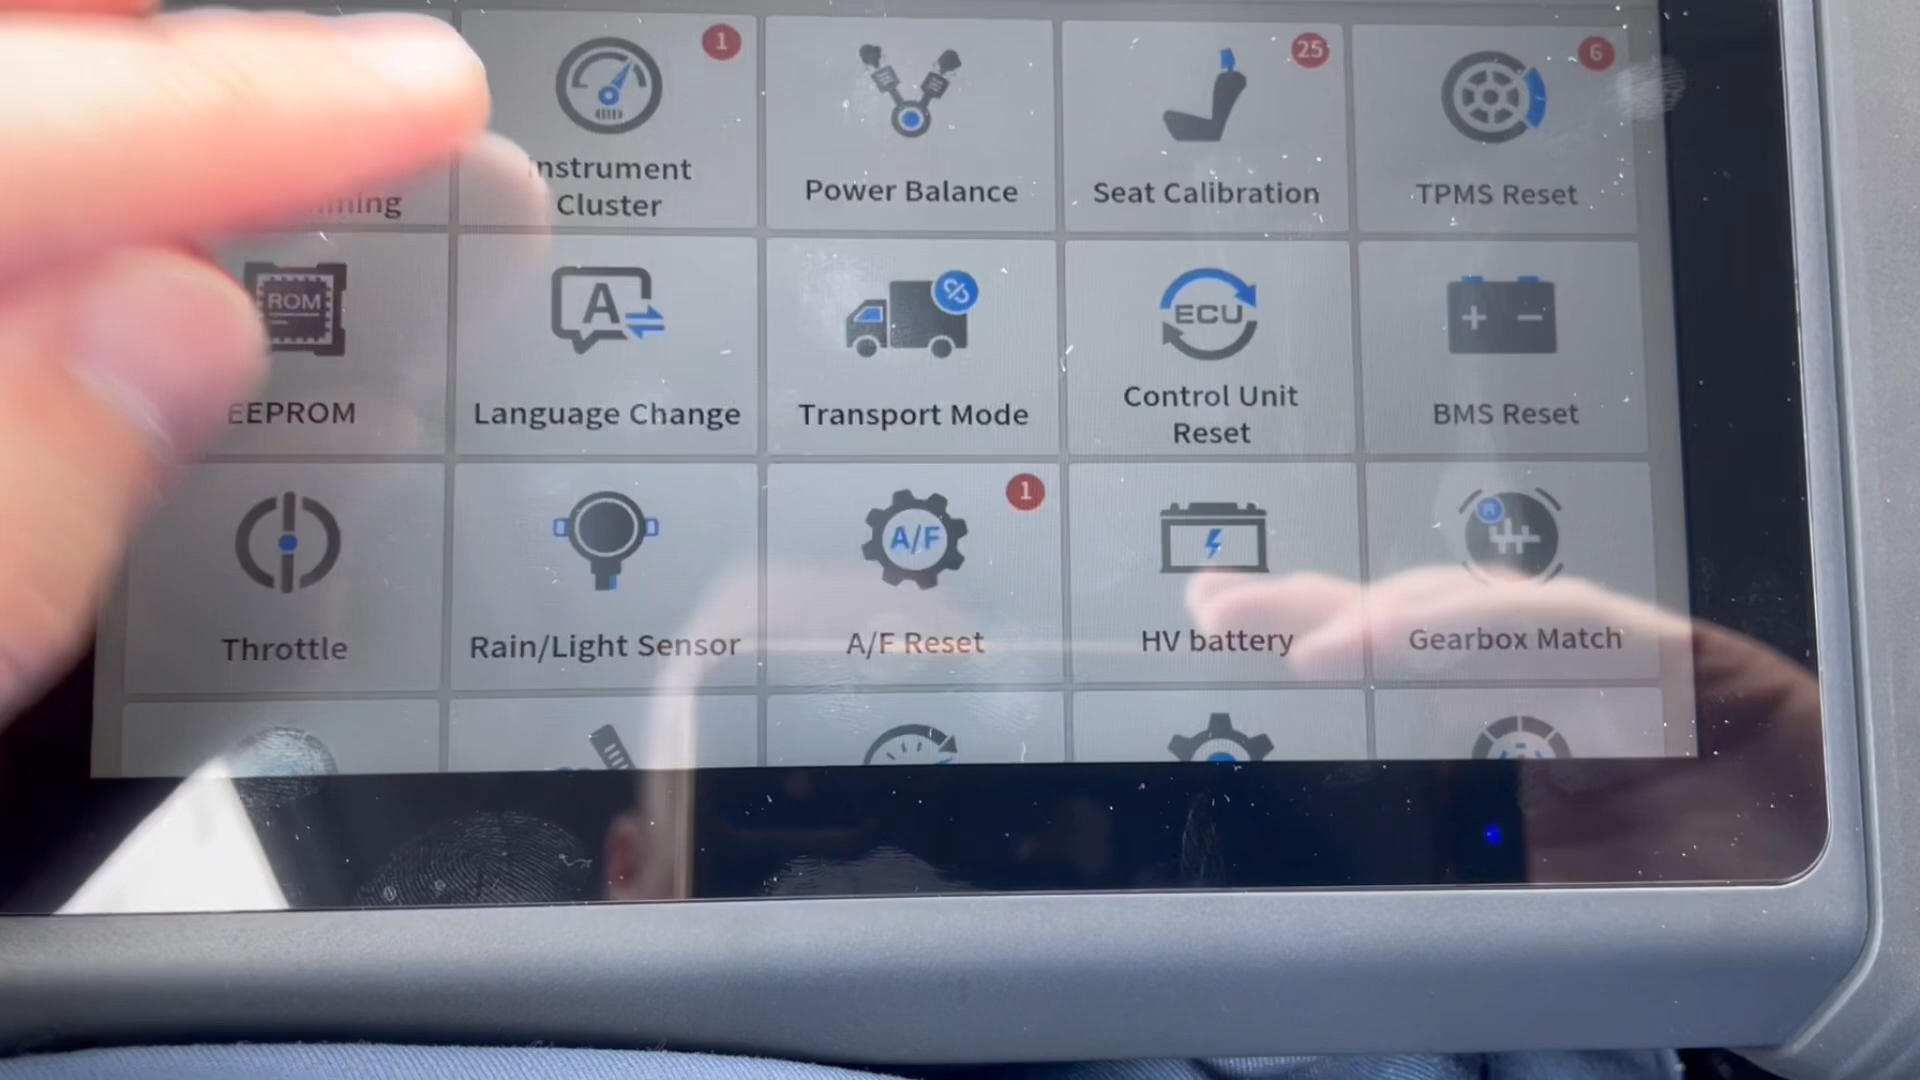 1
25
6
Instrument
Cluster
Power Balance
Seat Calibration
TPMS Reset
ROM
A
ECU
EEPROM
Language Change
Transport Mode
Control Unit
Reset
BMS Reset
1
A/F
R
Throttle
Rain/Light Sensor
A/F Reset
HV battery
Gearbox Match